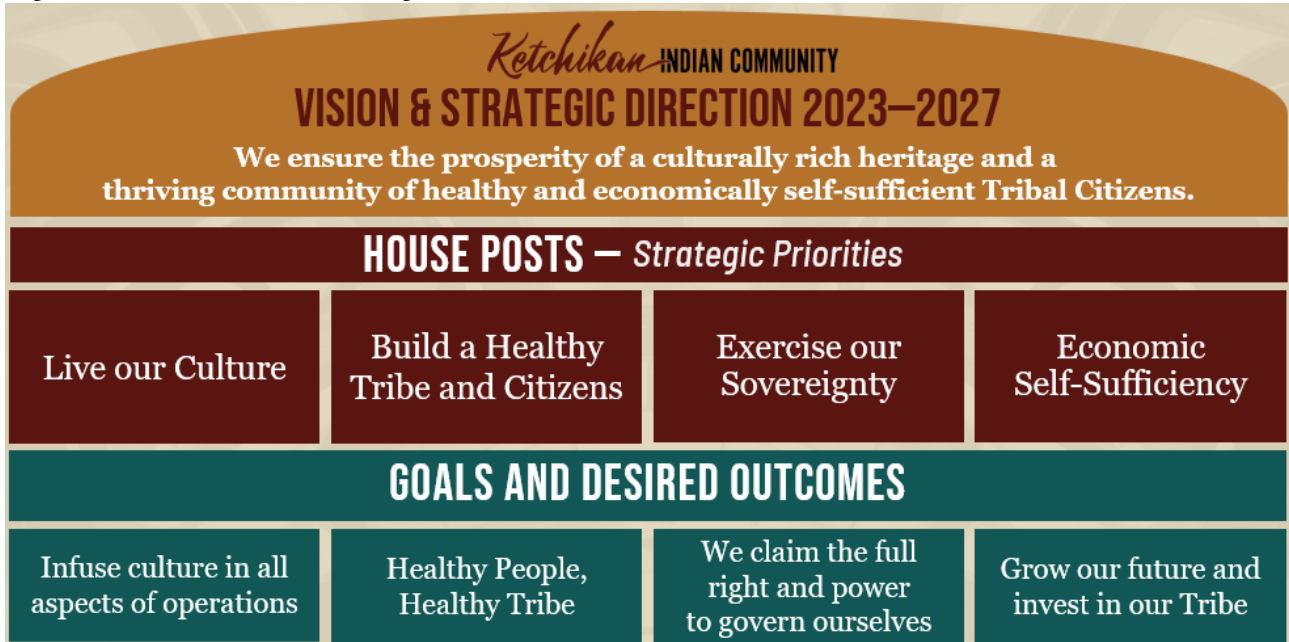 Ketchikan INDIAN COMMUNITY
VISION & STRATEGIC DIRECTION 2023–2027
We ensure the prosperity of a culturally rich heritage and a
thriving community of healthy and economically self-sufficient Tribal Citizens.
HOUSE POSTS – Strategic Priorities
Live our Culture
Build a Healthy
Tribe and Citizens
Exercise our
Sovereignty
Economic
Self-Sufficiency
GOALS AND DESIRED OUTCOMES
Infuse culture in all
aspects of operations
Healthy People,
Healthy Tribe
We claim the full
right and power
to govern ourselves
Grow our future and
invest in our Tribe